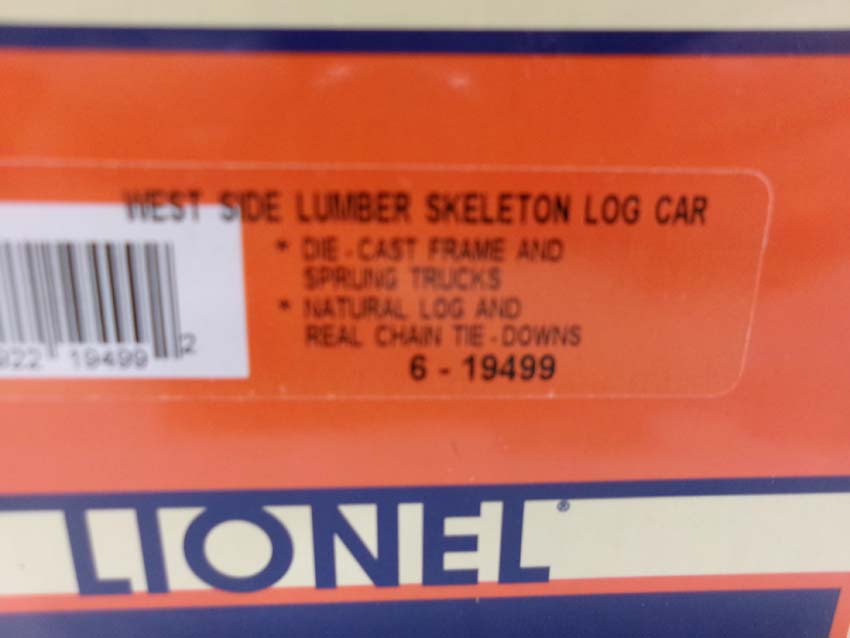 WEST SIDE LUMBER SKELETON LOG CAR
* DIE-CAST FRAME AND
SPRUNG TRUCKS
* NATURAL LOG AND
REAL CHAIN TIE-DOWNS
6 - 19499
922 19499 2
LIONEL®